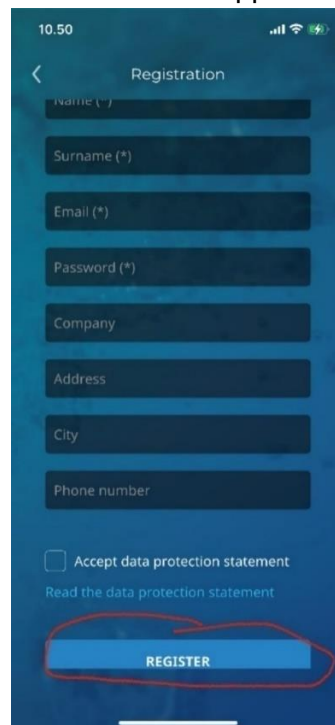 10.50
Registration
Name (*)
Surname (*)
Email (*)
Password (*)
Company
Address
City
Phone number
Accept data protection statement
Read the data protection statement
REGISTER